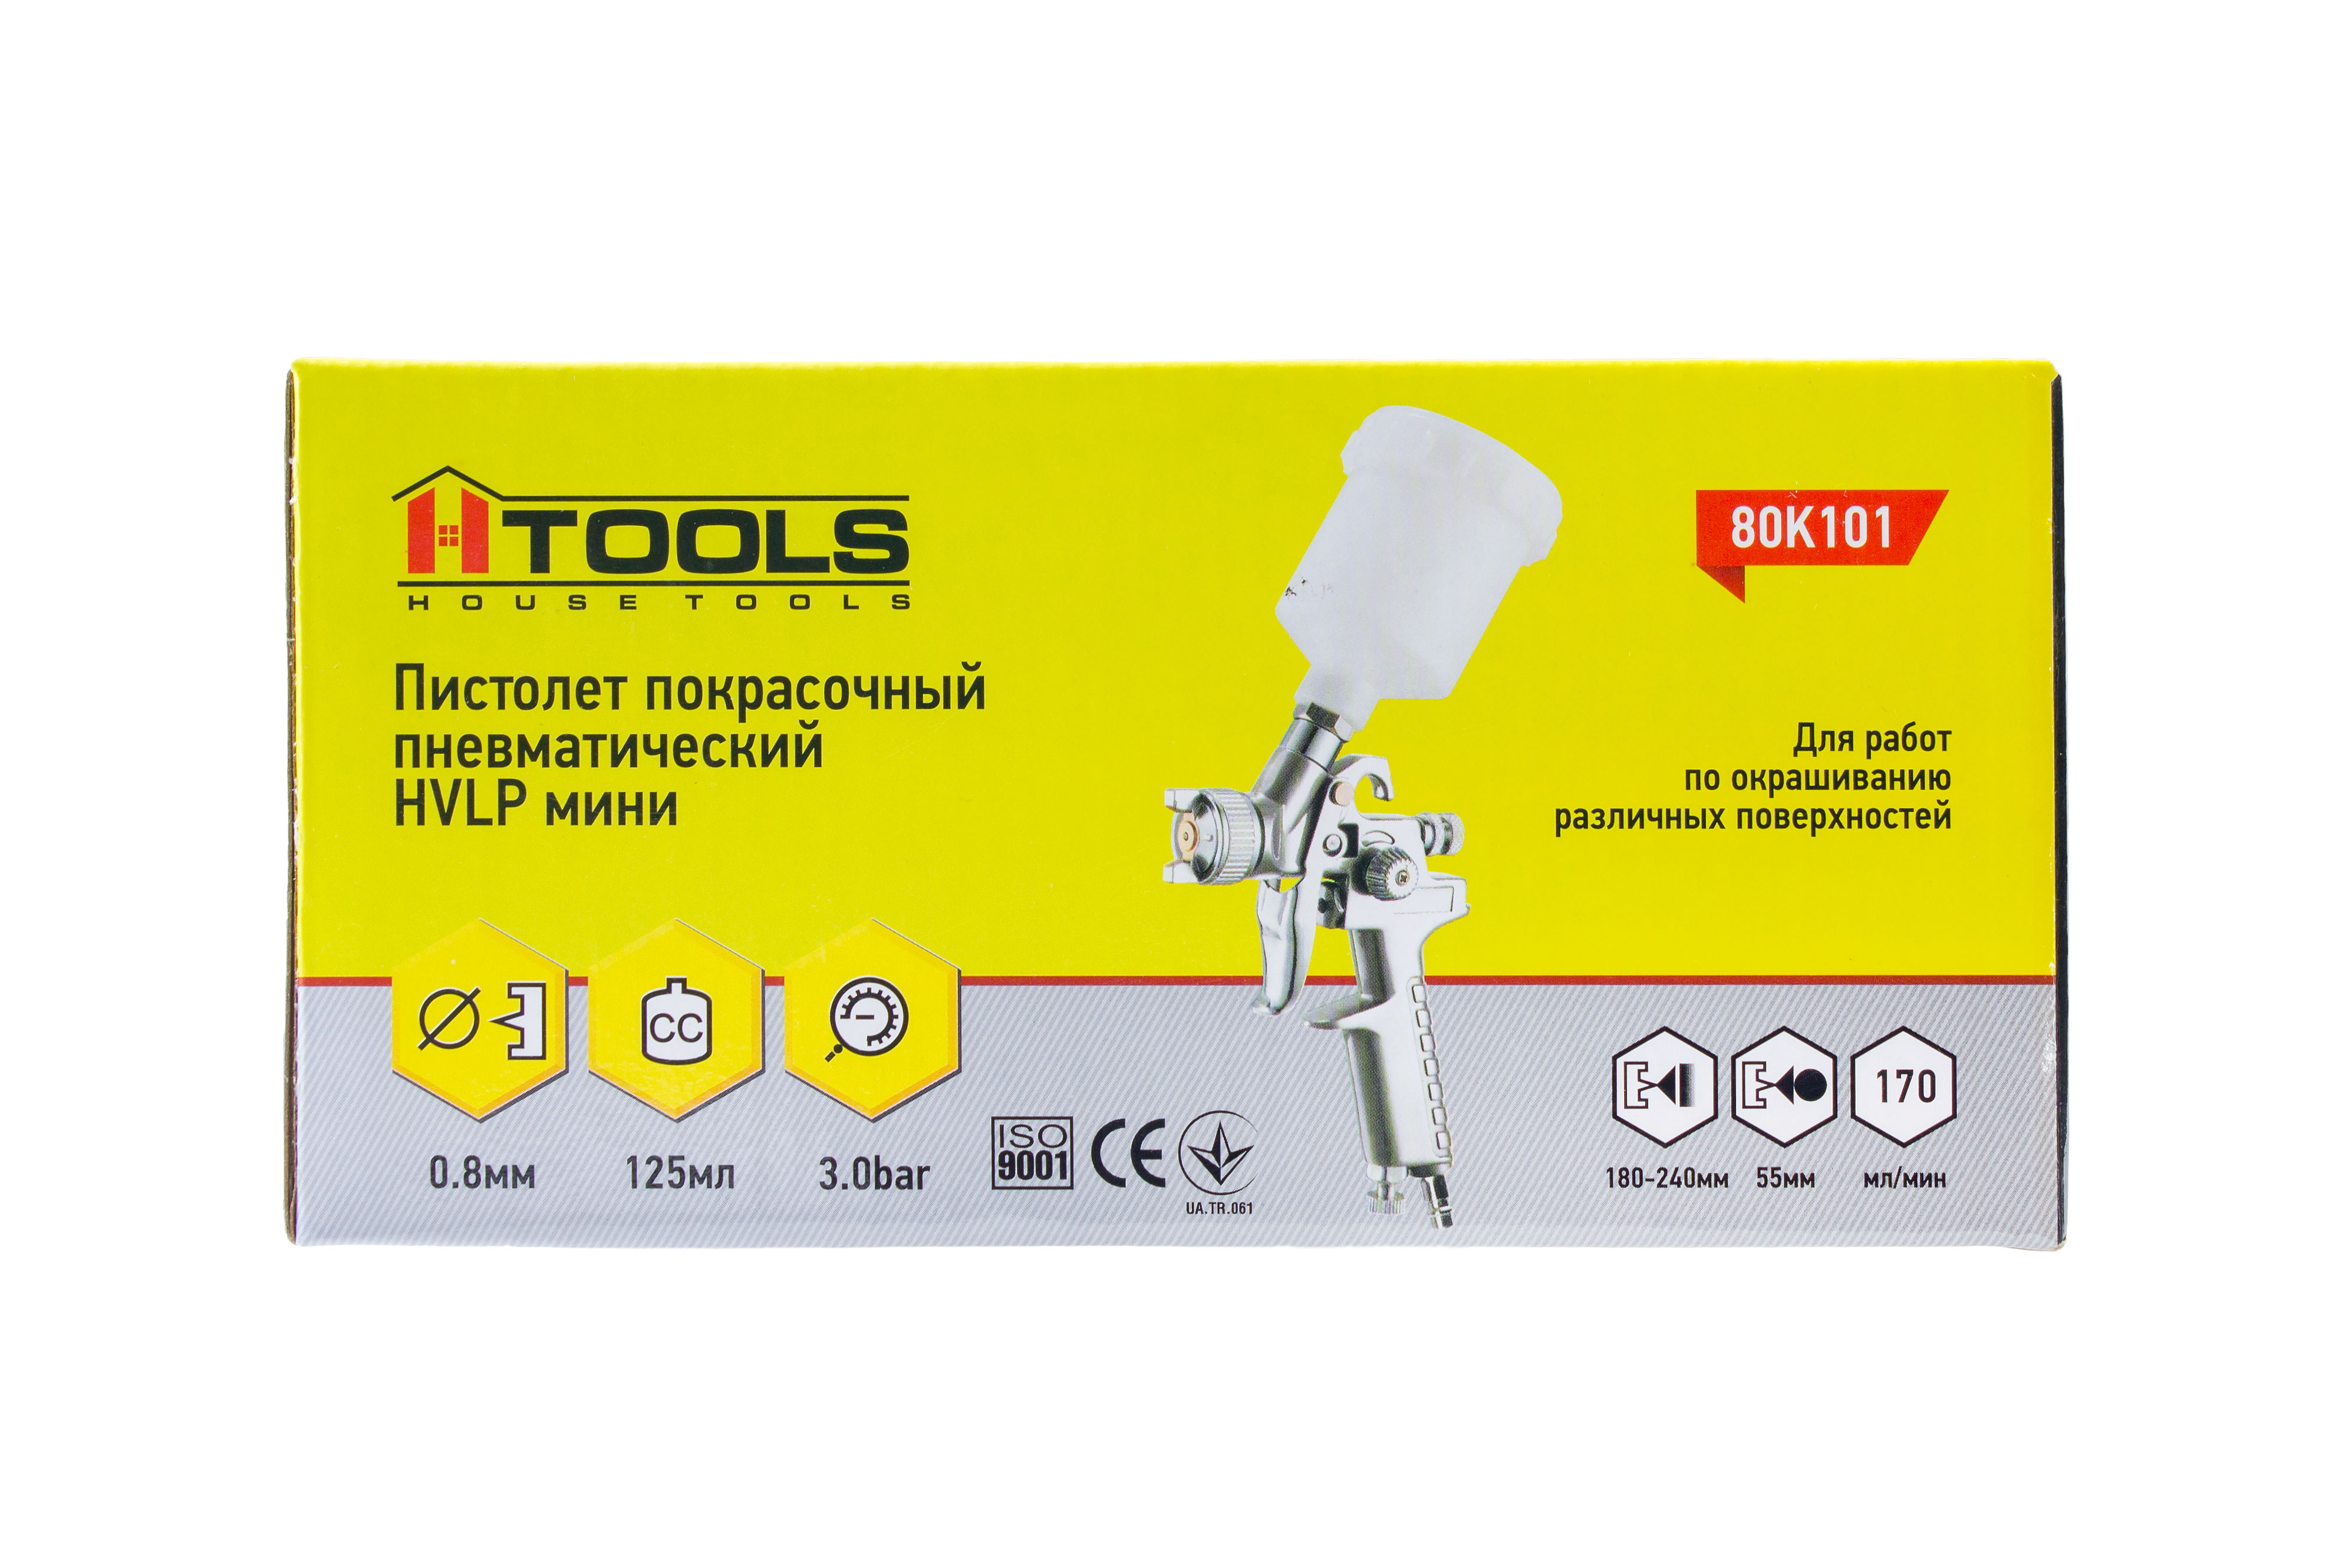 HTOOLS
HOUSE TOOLS
80K101
Пистолет покрасочный
пневматический
HVLP мини
Для работ
по окрашиванию
различных поверхностей
CC
0.8мм
125мл
3.0bar
ISO
9001
CE
UA.TR.061
170
180-240мм
55мм
мл/мин